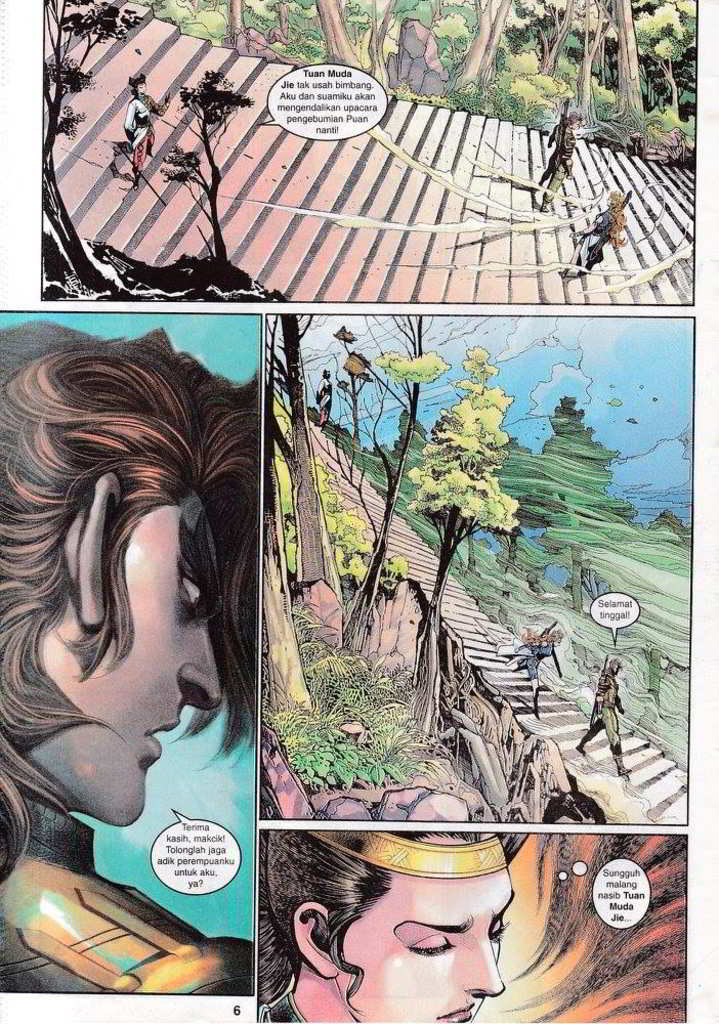 Tuan Muda
Jie tak usah bimbang.
Aku dan suamiku akan
mengendalikan upacara
pengebumian Puan
nanti!
Selamat
tinggal!
Terima
kasih, makcik!
Tolonglah jaga
adik perempuanku
untuk aku,
ya?
Sungguh
malang
nasib Tuan
Muda
Jie...
6